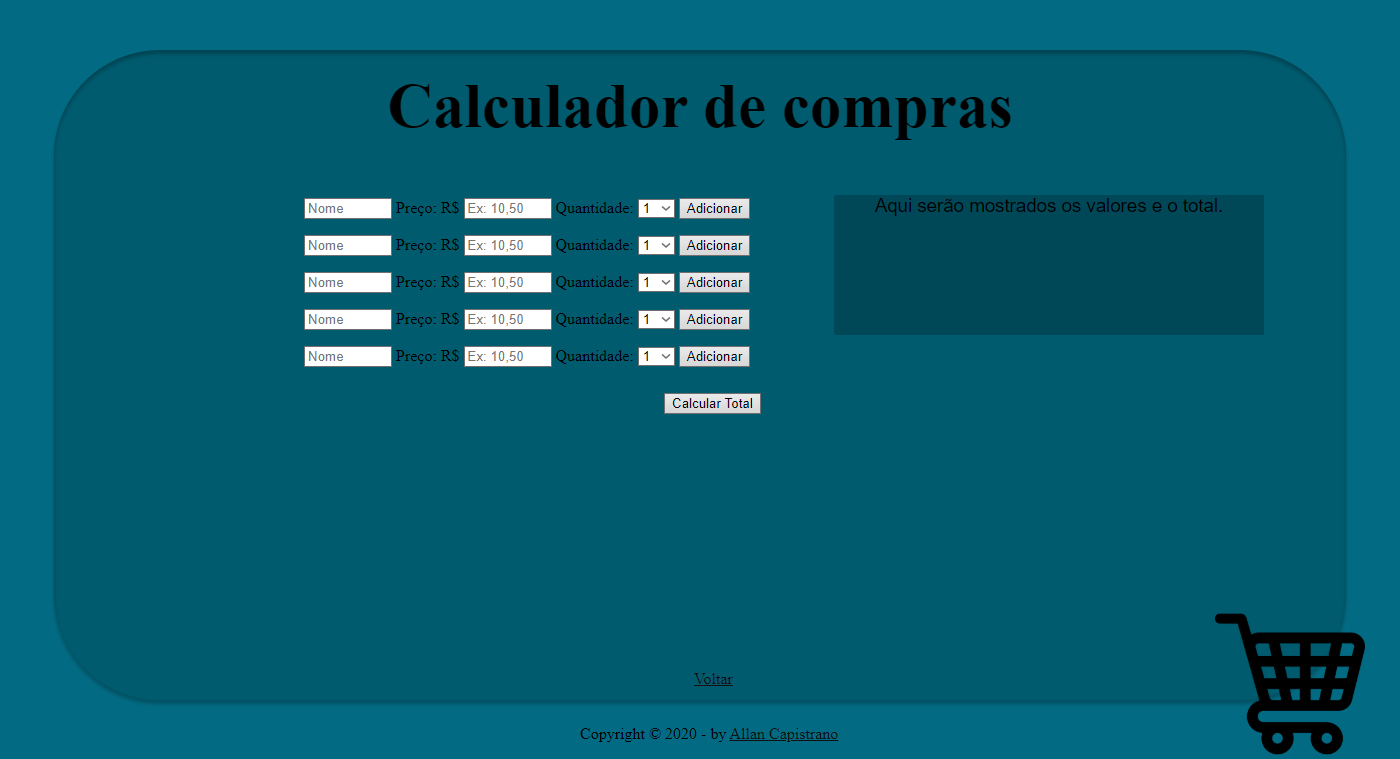 Calculador de compras
Nome Preço: R$ Ex: 10,50 Quantidade: 1 Adicionar
Nome Preço: R$ Ex: 10,50 Quantidade: 1 Adicionar
Nome Preço: R$ Ex: 10,50 Quantidade: 1 Adicionar
Nome Preço: R$ Ex: 10,50 Quantidade: 1 Adicionar
Nome Preço: R$ Ex: 10,50 Quantidade: 1 Adicionar
Calcular Total
Aqui serão mostrados os valores e o total.
Voltar
Copyright © 2020 - by Allan Capistrano